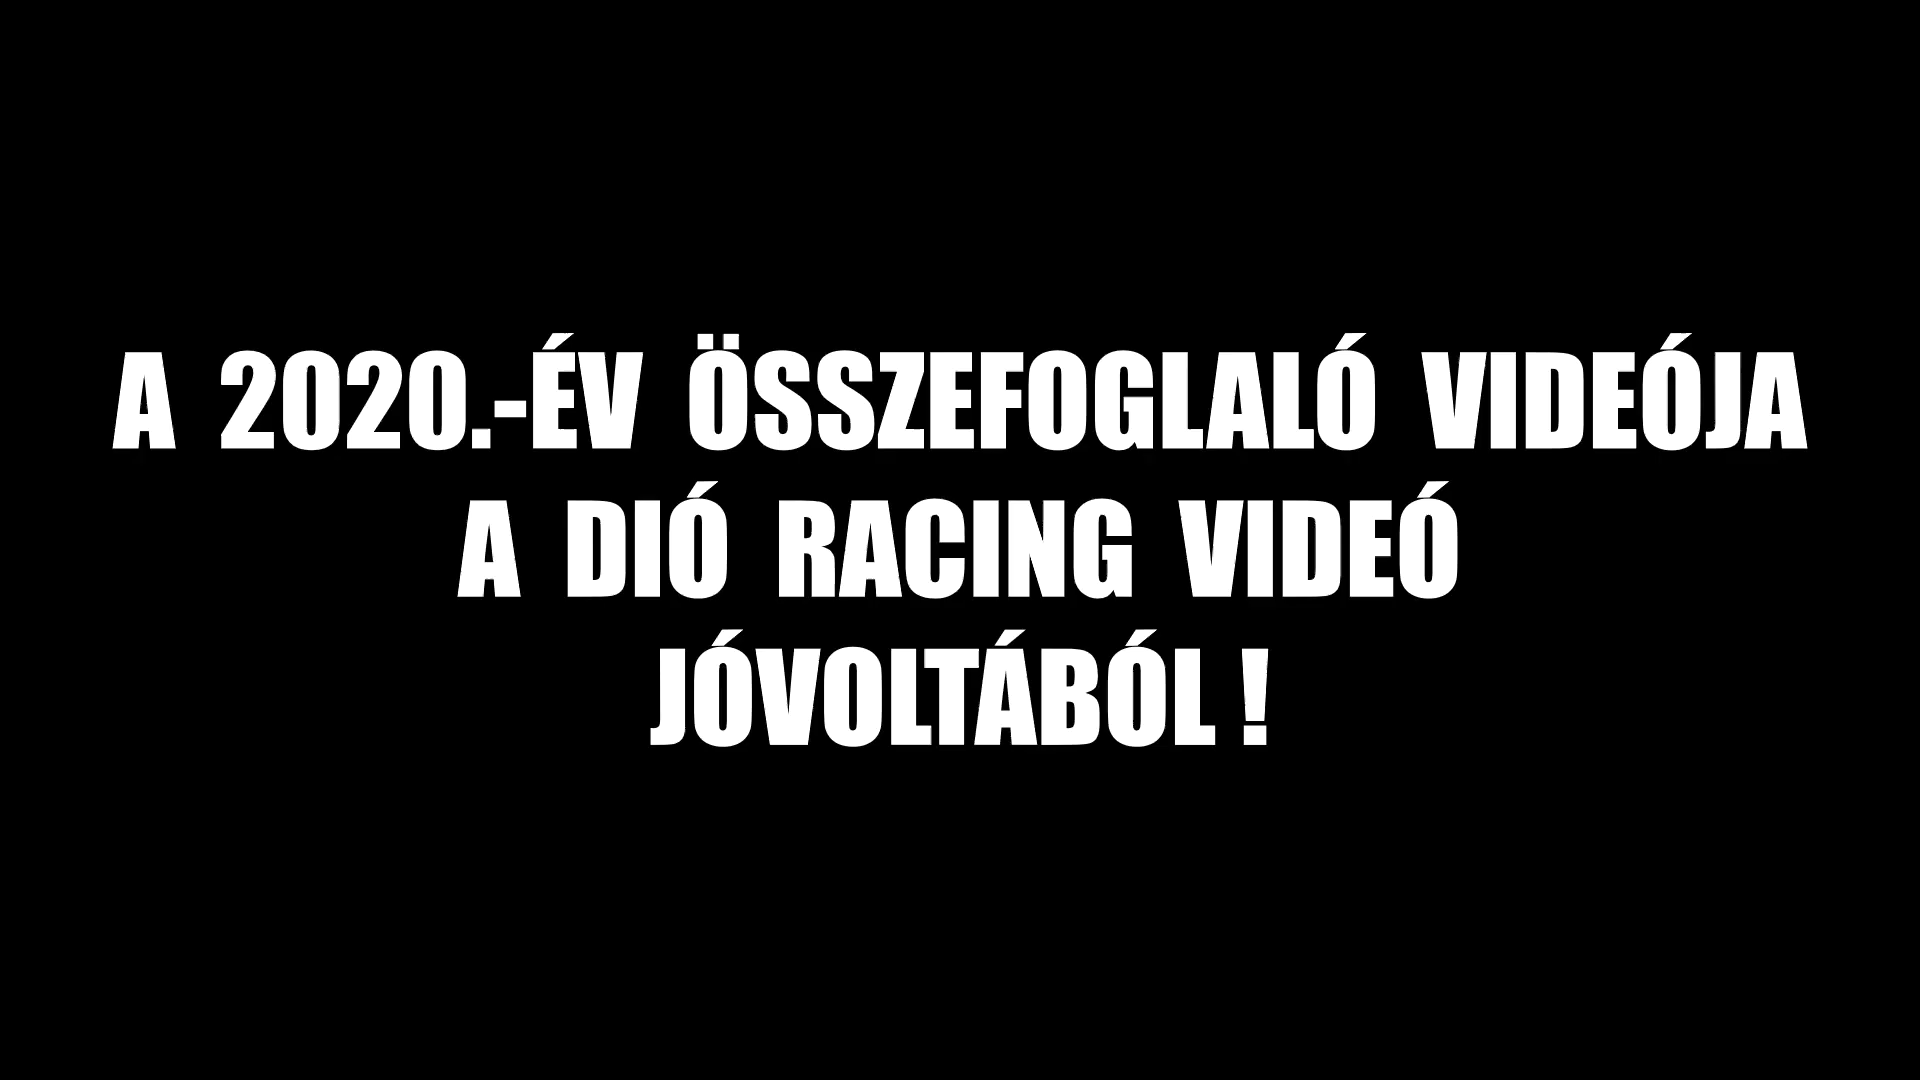 A 2020.-ÉV ÖSSZEFOGLALÓ VIDEÓJA
A DIÓ RACING VIDEÓ
JÓVOLTÁBÓL !